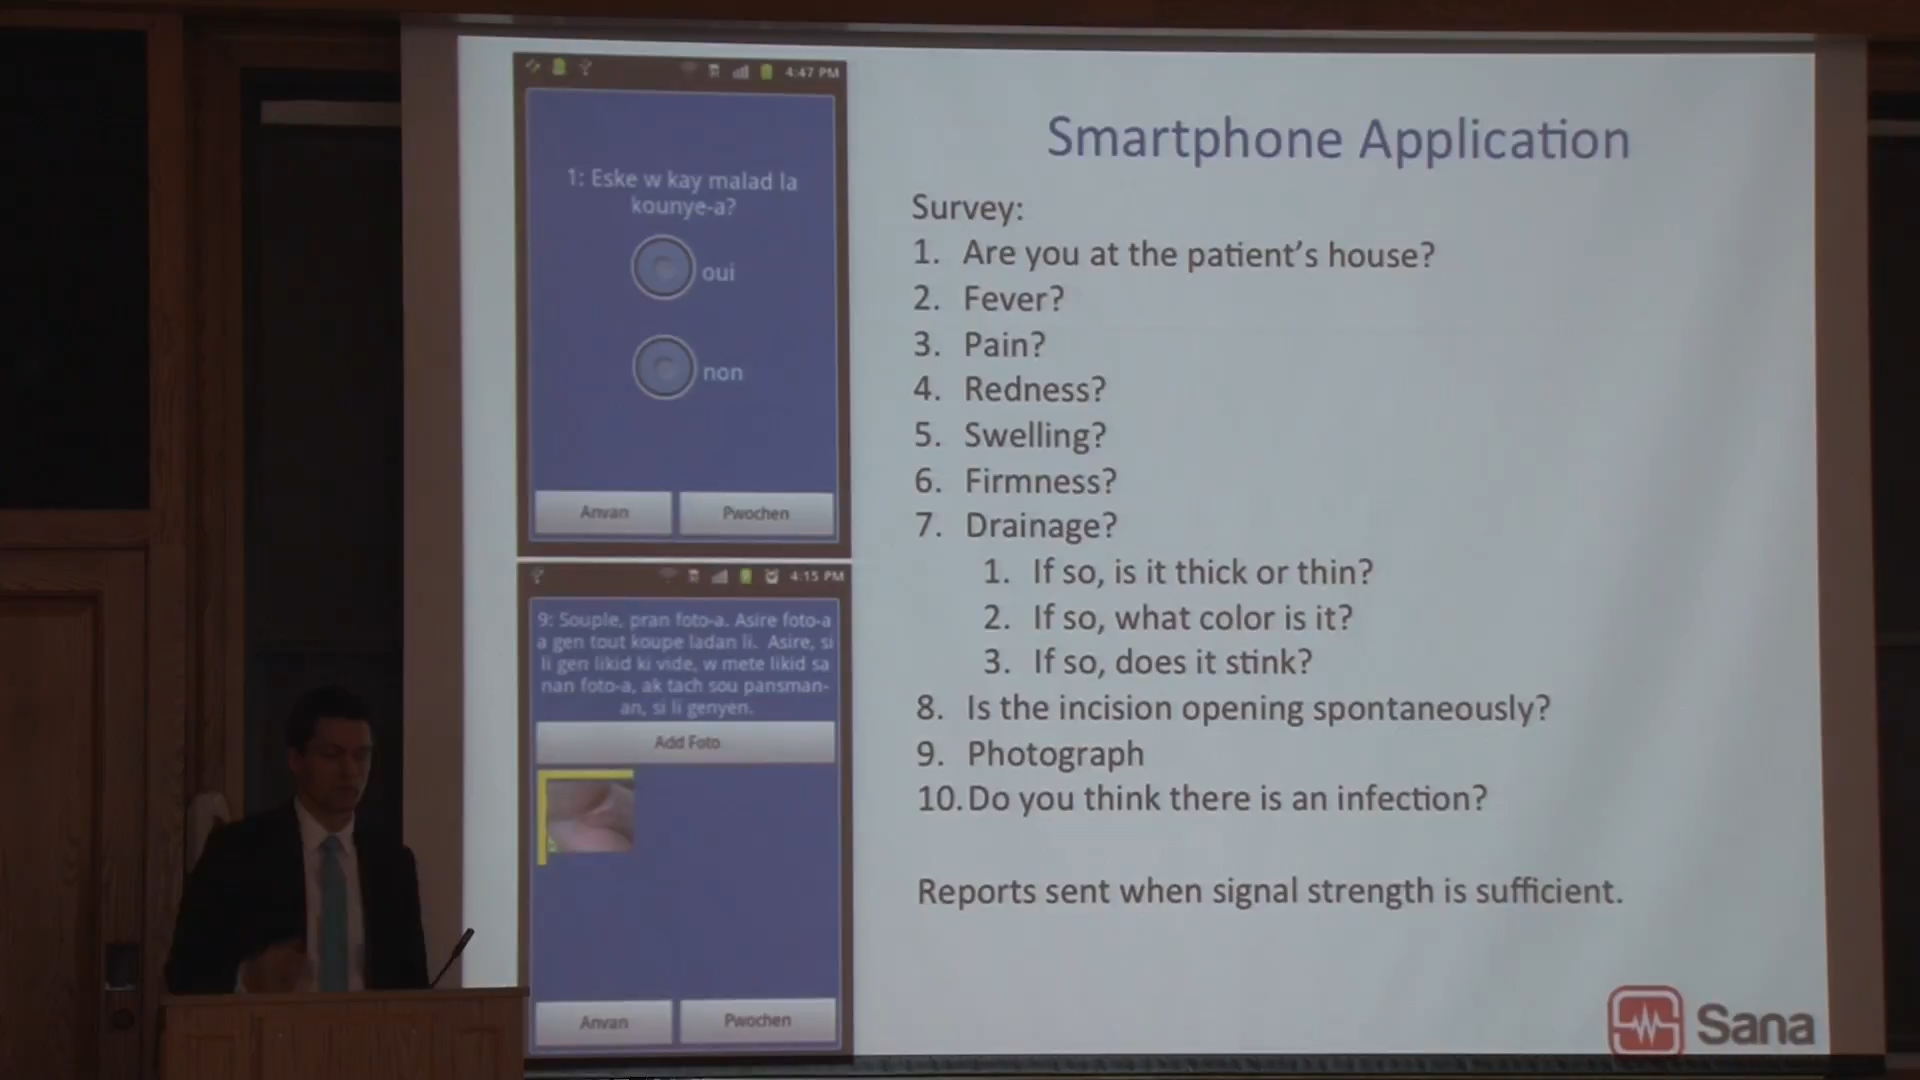 4:47 PM
1: Eske w kay malad la
kounye-a?
oui
non
Anvan
Pwochen
4:15 PM
9: Souple, pran foto-a. Asire foto-a
a gen tout koupe ladan li. Asire, si
li gen likid ki vide, w mete likid sa
nan foto-a, ak tach sou pansman-
an, si li genyen.
Add Foto
Anvan
Pwochen
Smartphone Application
Survey:
1. Are you at the patient's house?
2. Fever?
3. Pain?
4. Redness?
5. Swelling?
6. Firmness?
7. Drainage?
1. If so, is it thick or thin?
2. If so, what color is it?
3. If so, does it stink?
8. Is the incision opening spontaneously?
9. Photograph
10. Do you think there is an infection?
Reports sent when signal strength is sufficient.
Sana